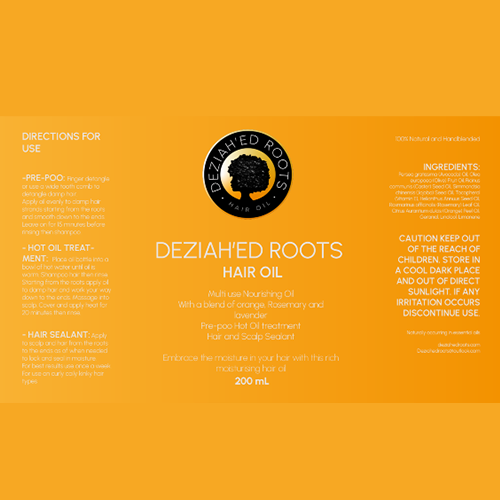 DIRECTIONS FOR
USE
-PRE-POO: Finger detangle
or use a wide tooth comb to
detangle damp hair.
Apply oil evenly to damp hair
strands starting from the roots
and smooth down to the ends.
Leave on for 15 minutes before
rinsing then shampoo.
- HOT OIL TREAT-
MENT: Place oil bottle into a
bowl of hot water until oil is
warm. Shampoo hair then rinse.
Starting from the roots apply oil
to damp hair and work your way
down to the ends. Massage into
scalp. Cover and apply heat for
20 minutes then rinse.
- HAIR SEALANT: Apply
to scalp and hair from the roots
to the ends as or when needed
to lock and seal in moisture.
For best results use once a week.
For use on curly coily kinky hair
types.
DEZIAH'ED ROOTS
• HAIR OIL •
DEZIAH'ED ROOTS
HAIR OIL
Multi use Nourishing Oil
With a blend of orange, Rosemary and
lavender
Pre-poo Hot Oil treatment
Hair and Scalp Sealant
Embrace the moisture in your hair with this rich
moisturising hair oil
200 mL
100% Natural and Handblended
INGREDIENTS:
CAUTION KEEP OUT
OF THE REACH OF
CHILDREN. STORE IN
A COOL DARK PLACE
AND OUT OF DIRECT
SUNLIGHT. IF ANY
IRRITATION OCCURS
DISCONTINUE USE.